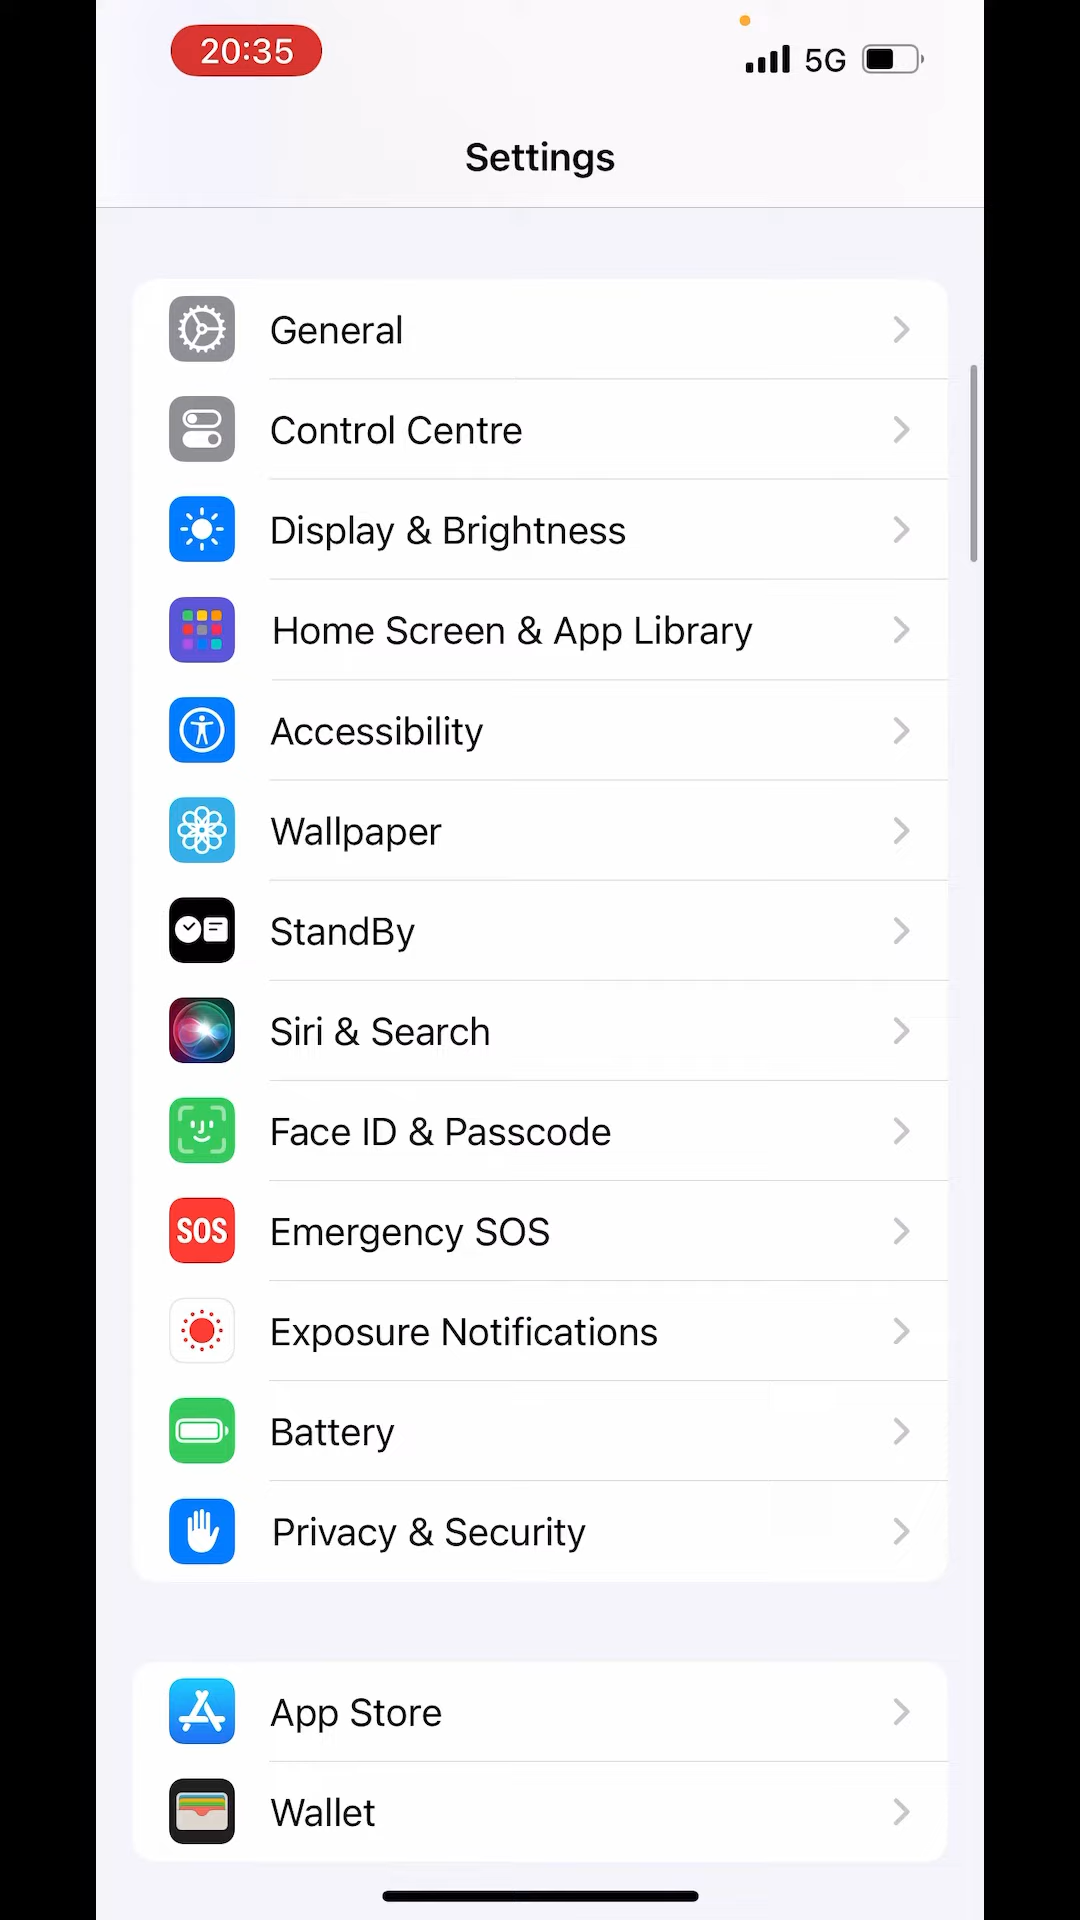 20:35
5G
Settings
General
Control Centre
Display & Brightness
Home Screen & App Library
Accessibility
Wallpaper
StandBy
Siri & Search
Face ID & Passcode
SOS
Emergency SOS
Exposure Notifications
Battery
Privacy & Security
App Store
Wallet